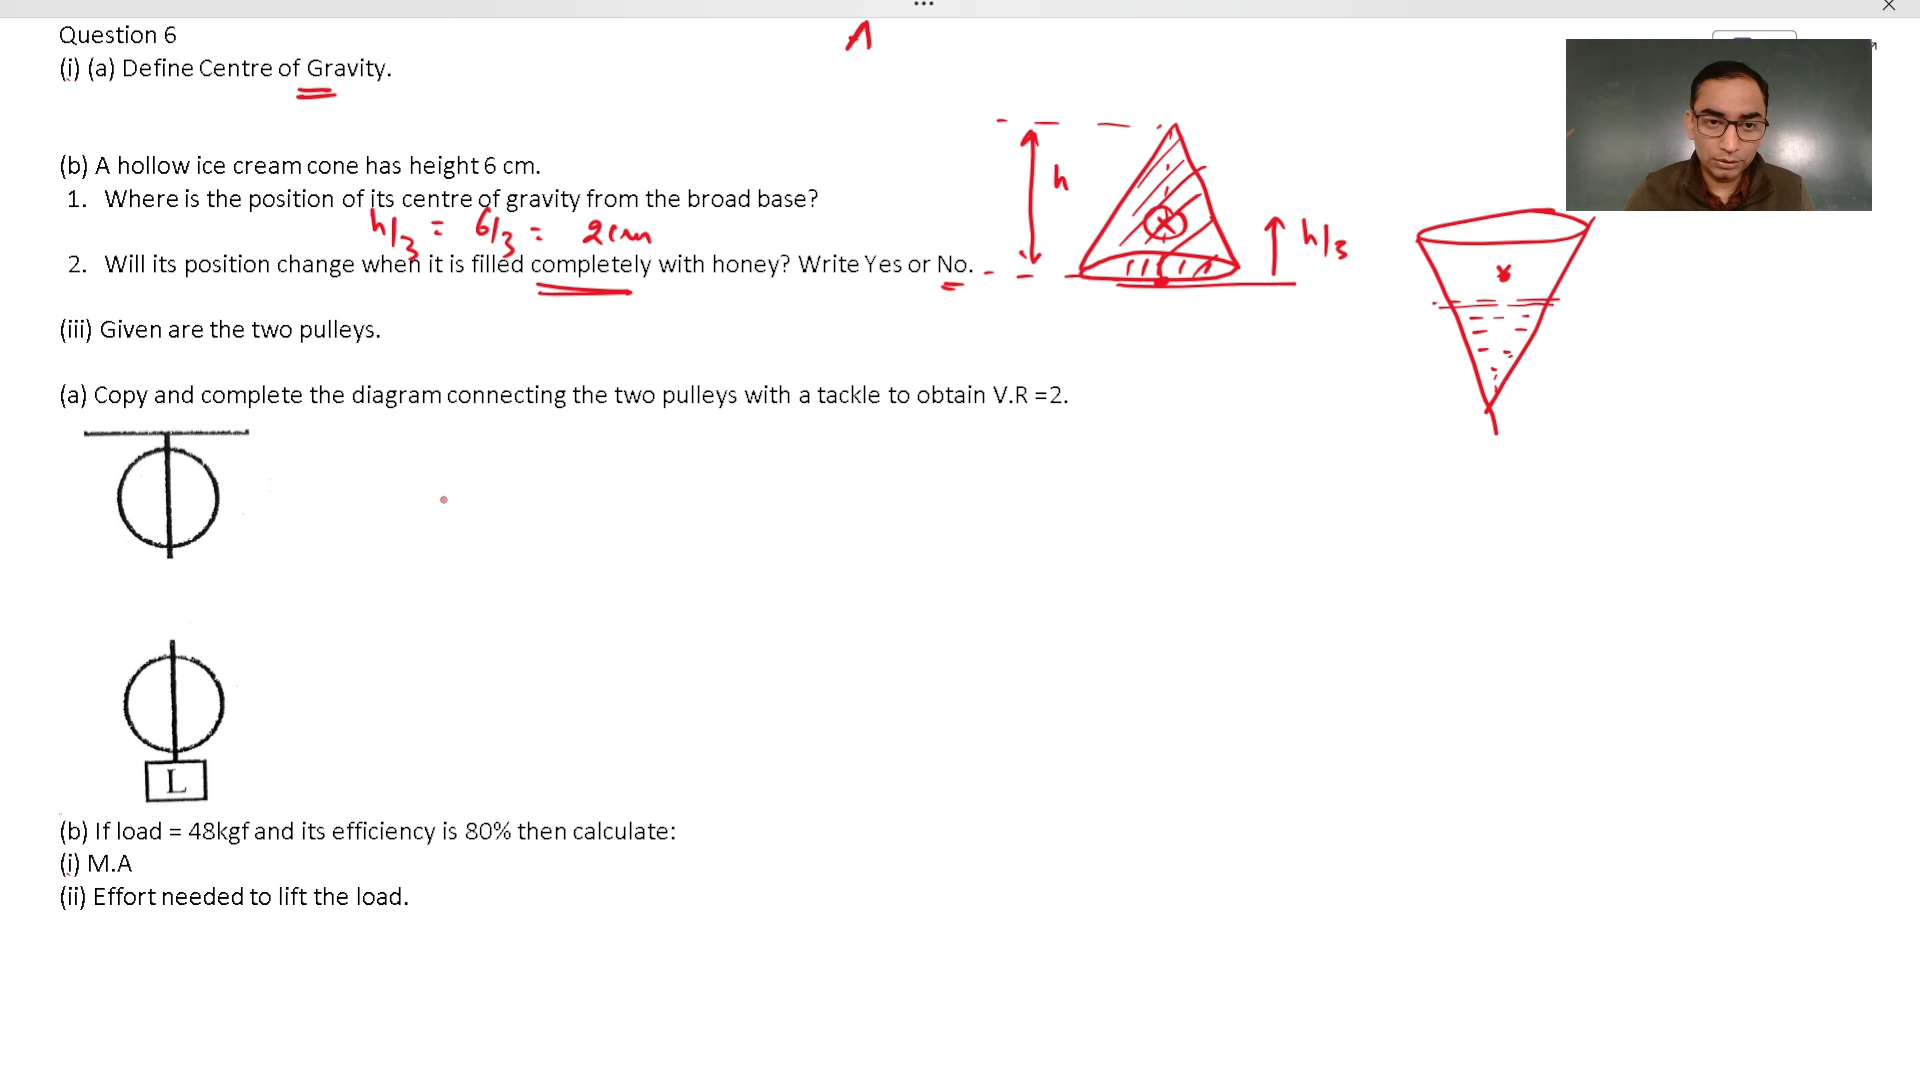 Question 6
(i) (a) Define Centre of Gravity.
(b) A hollow ice cream cone has height 6 cm.
1. Where is the position of its centre of gravity from the broad base?
h/3 = 6/3 = 2cm
2. Will its position change when it is filled completely with honey? Write Yes or No.
h
h/3
(iii) Given are the two pulleys.
(a) Copy and complete the diagram connecting the two pulleys with a tackle to obtain V.R =2.
L
(b) If load = 48kgf and its efficiency is 80% then calculate:
(i) M.A
(ii) Effort needed to lift the load.